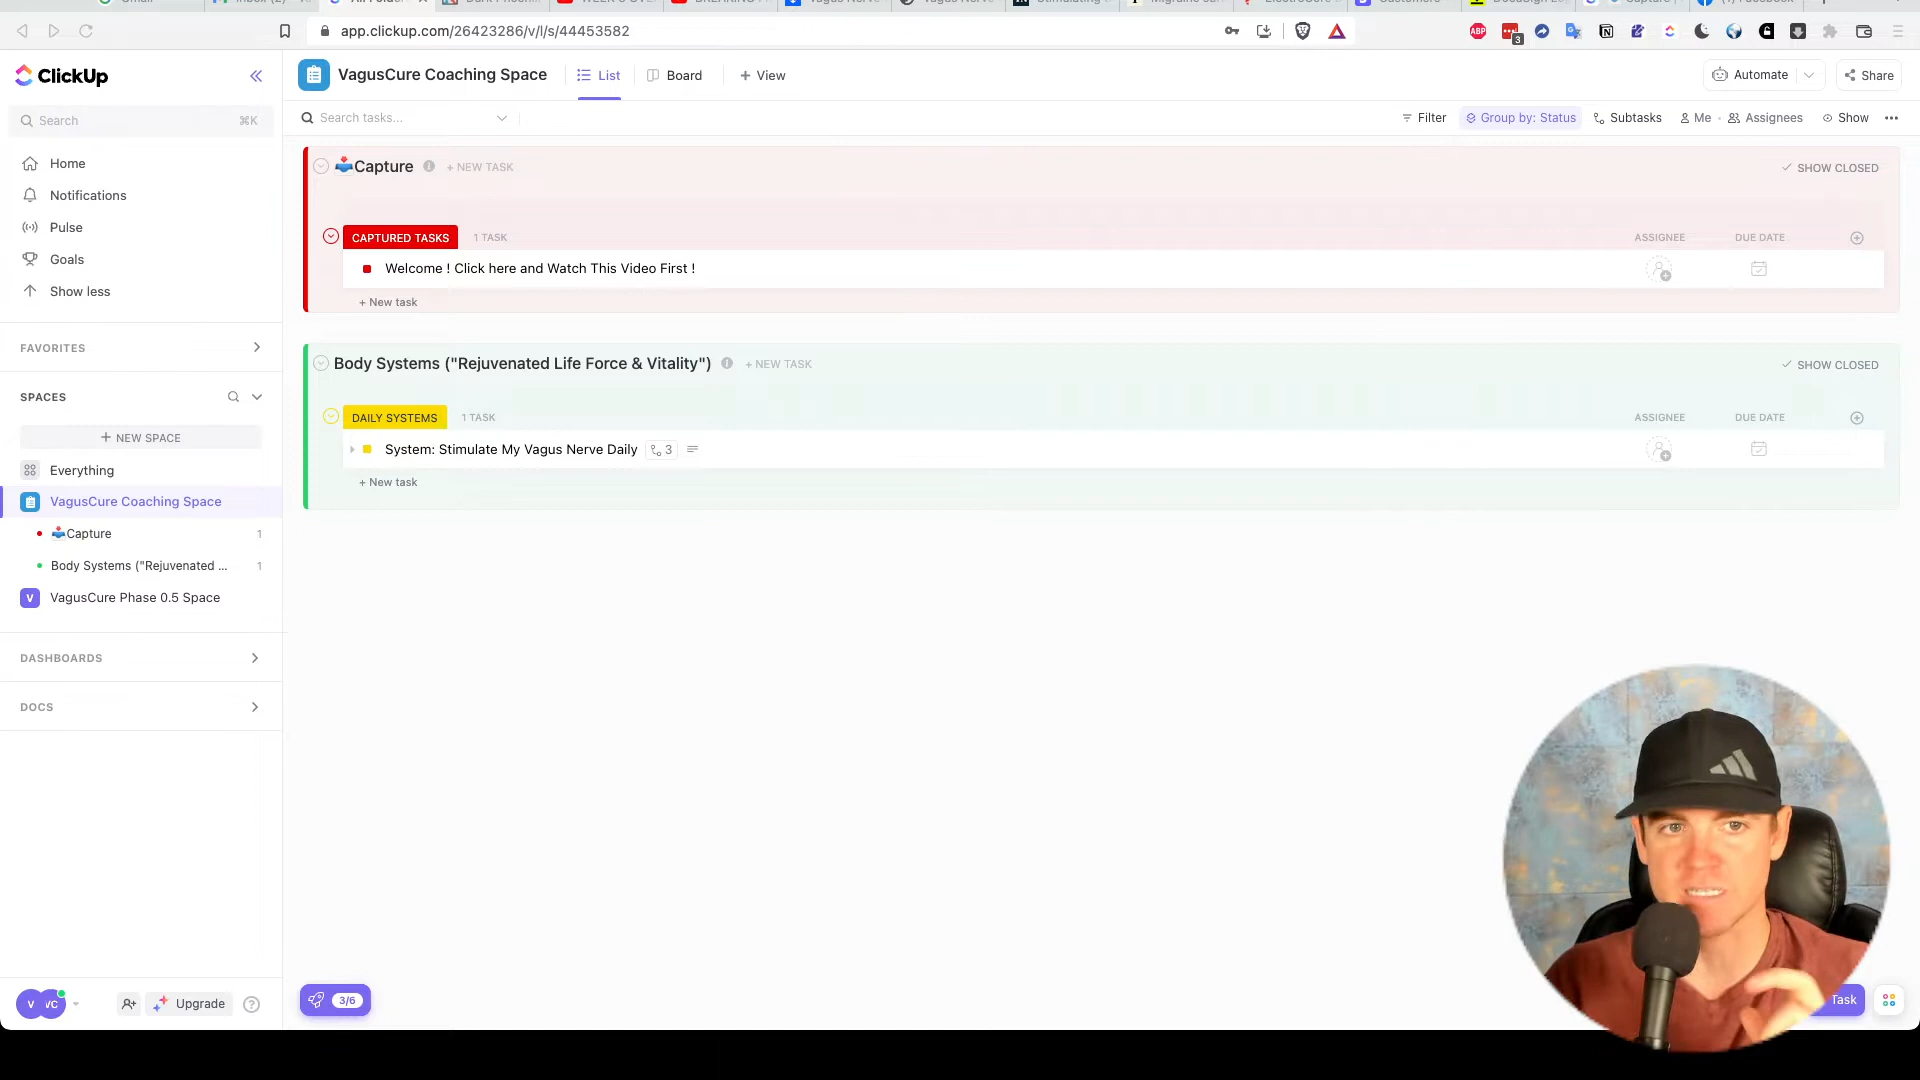 app.clickup.com/26423286/v/l/s/44453582
3
ClickUp
VagusCure Coaching Space
List
Board
+ View
Automate
Share
Search
⌘K
Search tasks...
Filter
Group by: Status
Subtasks
Me
Assignees
Show
Home
Notifications
Pulse
Goals
Show less
FAVORITES
SPACES
+ NEW SPACE
Everything
VagusCure Coaching Space
Capture 1
Body Systems ("Rejuvenated ... 1
V VagusCure Phase 0.5 Space
DASHBOARDS
DOCS
V VC
Upgrade
?
Capture
+ NEW TASK
SHOW CLOSED
CAPTURED TASKS
1 TASK
ASSIGNEE
DUE DATE
Welcome ! Click here and Watch This Video First !
+ New task
Body Systems ("Rejuvenated Life Force & Vitality")
+ NEW TASK
SHOW CLOSED
DAILY SYSTEMS
1 TASK
ASSIGNEE
DUE DATE
System: Stimulate My Vagus Nerve Daily
3
+ New task
3/6
Task